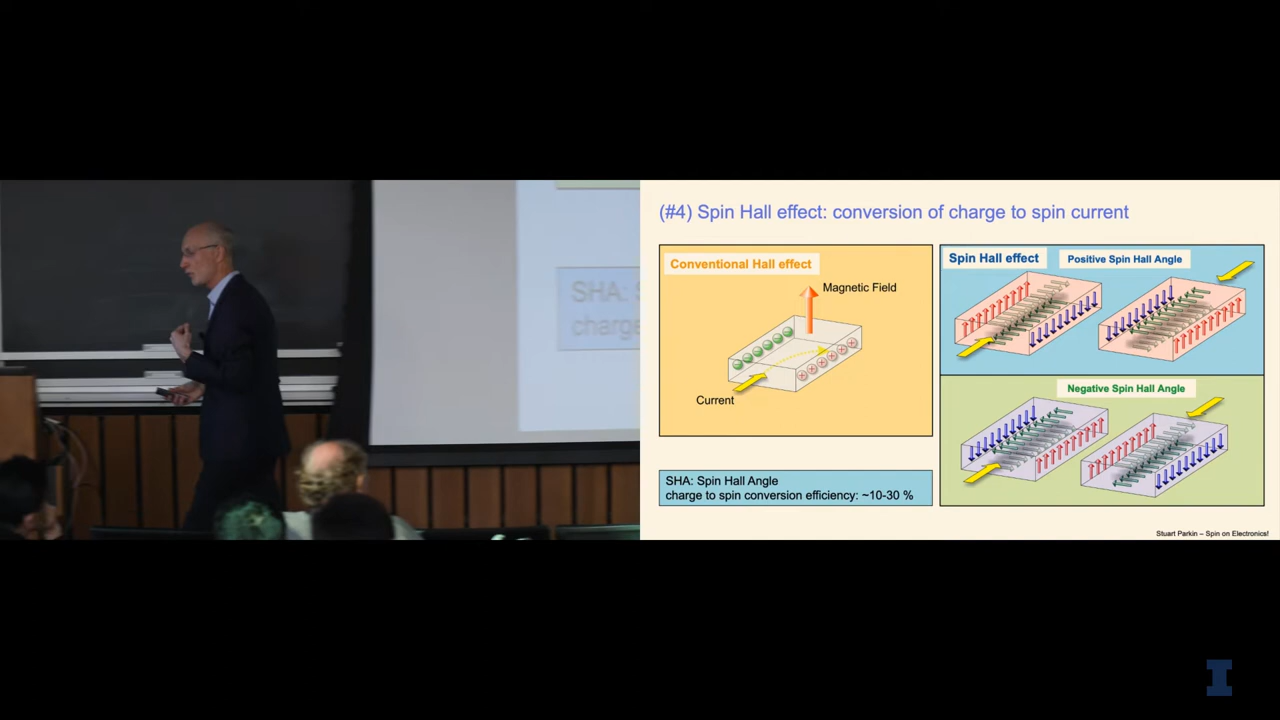 SHA:
charge
(#4) Spin Hall effect: conversion of charge to spin current
Conventional Hall effect
Magnetic Field
Current
SHA: Spin Hall Angle
charge to spin conversion efficiency: ~10-30 %
Spin Hall effect
Positive Spin Hall Angle
Negative Spin Hall Angle
Stuart Parkin – Spin on Electronics!
I